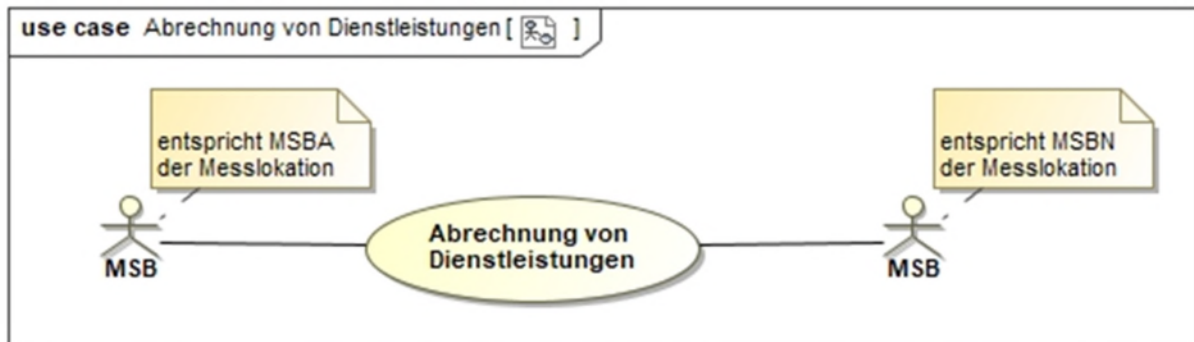 use case Abrechnung von Dienstleistungen [ ]
entspricht MSBA
der Messlokation
entspricht MSBN
der Messlokation
Abrechnung von
Dienstleistungen
MSB
MSB